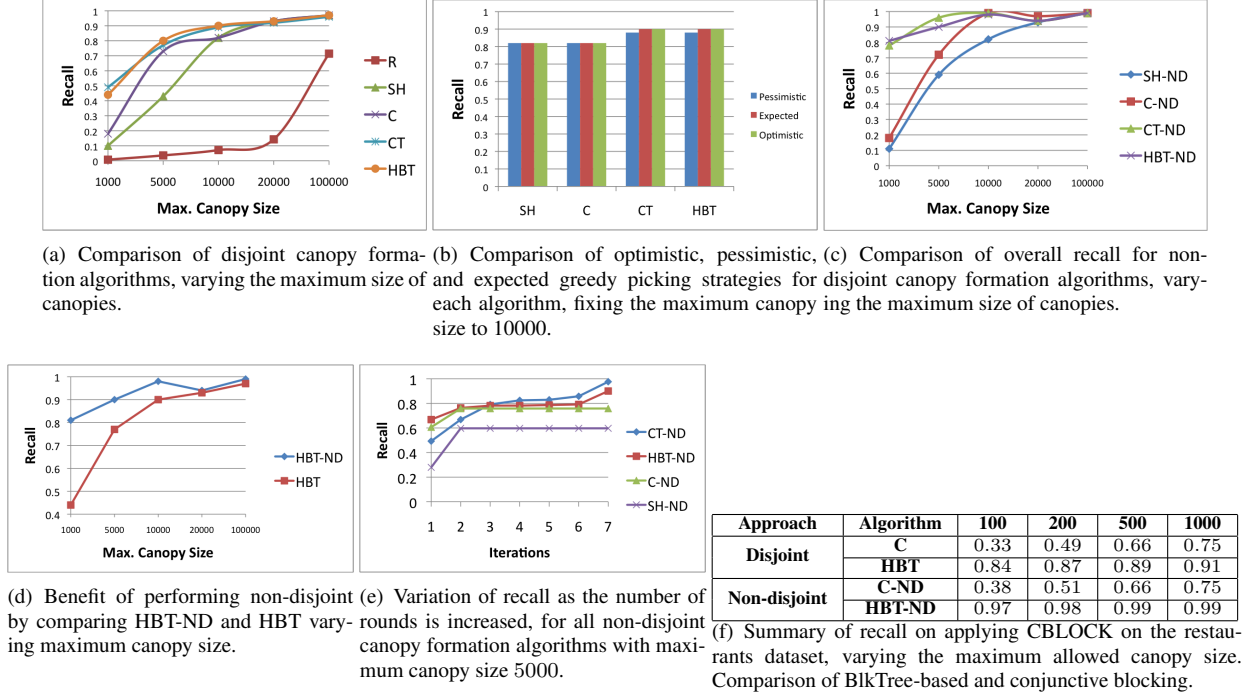 1
0.9
0.8
0.7
0.6
0.5
0.4
0.3
0.2
0.1
0
Recall
1000 5000 10000 20000 100000
Max. Canopy Size
R
SH
C
CT
HBT
(a) Comparison of disjoint canopy forma-
tion algorithms, varying the maximum size of
canopies.
1
0.9
0.8
0.7
0.6
0.5
0.4
0.3
0.2
0.1
0
Recall
SH C CT HBT
Pessimistic
Expected
Optimistic
(b) Comparison of optimistic, pessimistic,
and expected greedy picking strategies for
each algorithm, fixing the maximum canopy
size to 10000.
1
0.9
0.8
0.7
0.6
0.5
0.4
0.3
0.2
0.1
0
Recall
1000 5000 10000 20000 100000
Max. Canopy Size
SH-ND
C-ND
CT-ND
HBT-ND
(c) Comparison of overall recall for non-
disjoint canopy formation algorithms, vary-
ing the maximum size of canopies.
1
0.9
0.8
0.7
0.6
0.5
0.4
Recall
1000 5000 10000 20000 100000
Max. Canopy Size
HBT-ND
HBT
(d) Benefit of performing non-disjoint
by comparing HBT-ND and HBT vary-
ing maximum canopy size.
1
0.8
0.6
0.4
0.2
0
Recall
1 2 3 4 5 6 7
Iterations
CT-ND
HBT-ND
C-ND
SH-ND
(e) Variation of recall as the number of
rounds is increased, for all non-disjoint
canopy formation algorithms with maxi-
mum canopy size 5000.
Approach Algorithm 100 200 500 1000
Disjoint C 0.33 0.49 0.66 0.75
HBT 0.84 0.87 0.89 0.91
Non-disjoint C-ND 0.38 0.51 0.66 0.75
HBT-ND 0.97 0.98 0.99 0.99
(f) Summary of recall on applying CBLOCK on the restau-
rants dataset, varying the maximum allowed canopy size.
Comparison of BlkTree-based and conjunctive blocking.